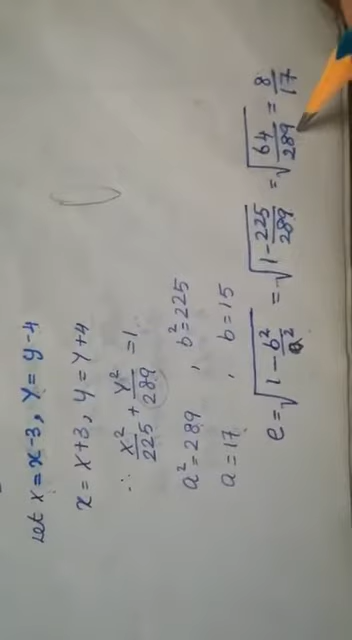 Let X = x-3, Y = y-4
x = X+3, y = Y+4
∴ X²/225 + Y²/289 = 1
a² = 289 , b² = 225
a = 17 , b = 15
e = √(1 - b²/a²) = √(1 - 225/289) = √(64/289) = 8/17